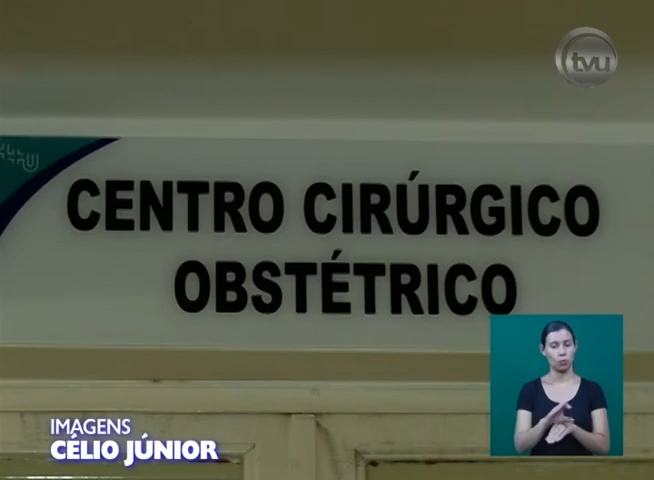 tvu
CENTRO CIRÚRGICO
OBSTÉTRICO
IMAGENS
CÉLIO JÚNIOR